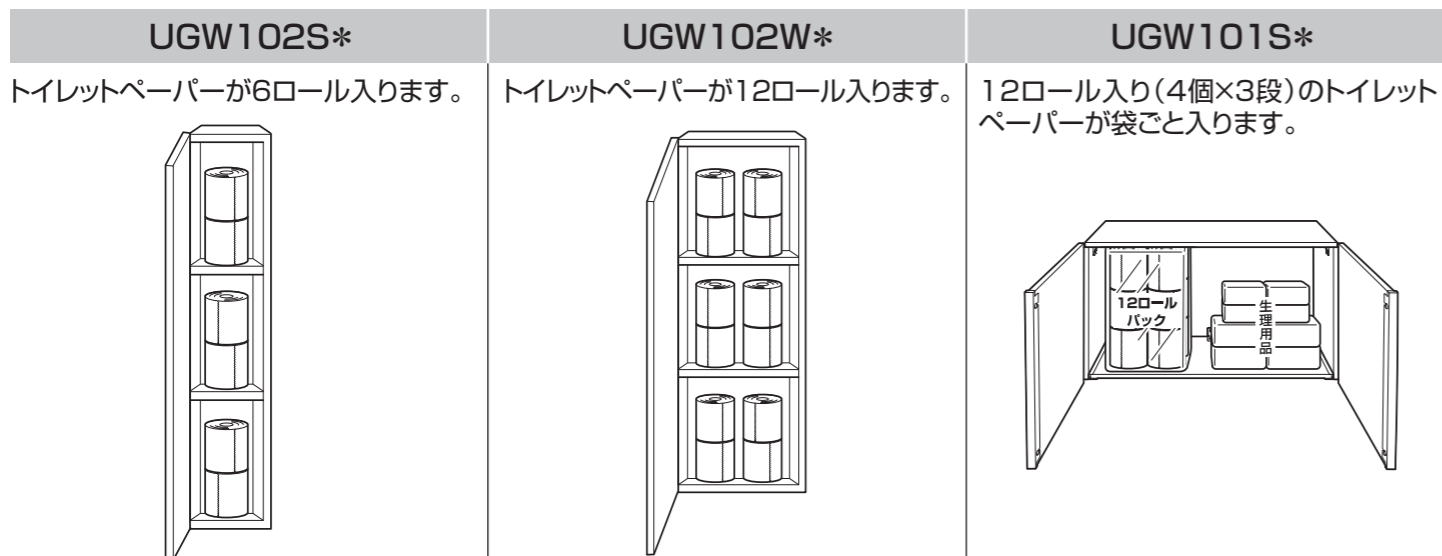 UGW102S*
トイレットペーパーが6ロール入ります。
UGW102W*
トイレットペーパーが12ロール入ります。
UGW101S*
12ロール入り(4個×3段)のトイレット
ペーパーが袋ごと入ります。
12ロール
パック
生理用品